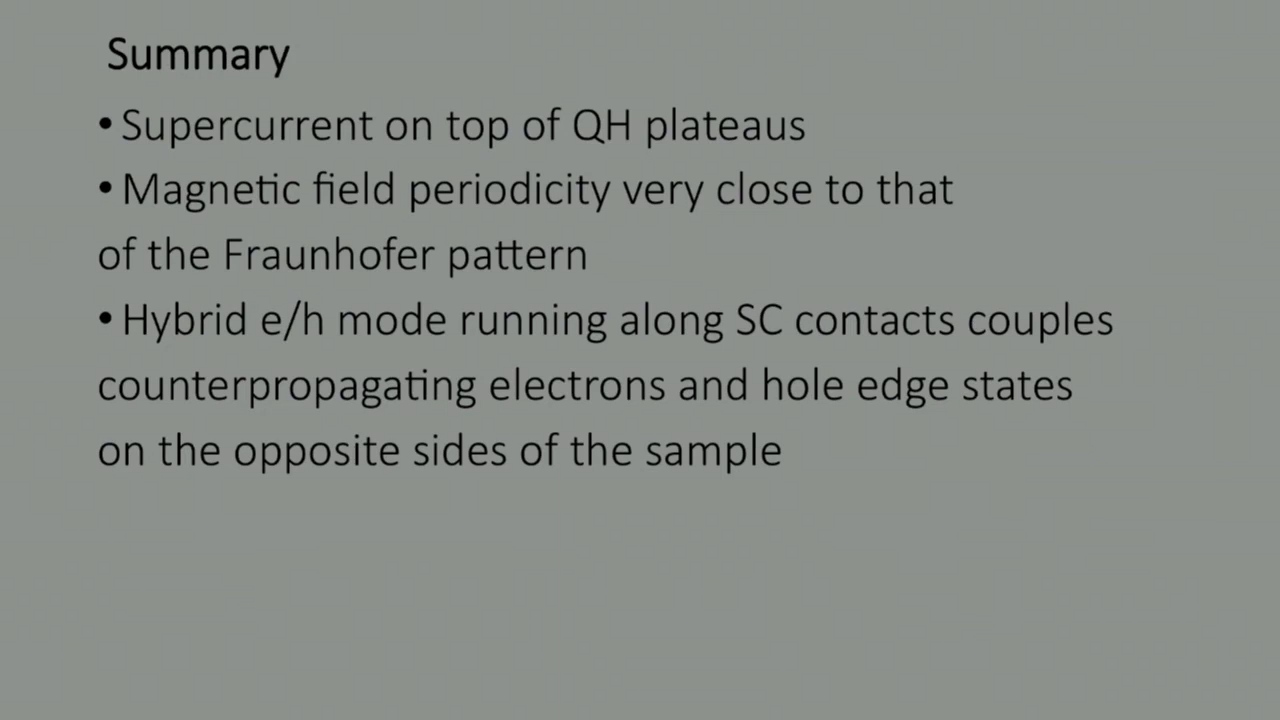 Summary
• Supercurrent on top of QH plateaus
• Magnetic field periodicity very close to that
of the Fraunhofer pattern
• Hybrid e/h mode running along SC contacts couples
counterpropagating electrons and hole edge states
on the opposite sides of the sample